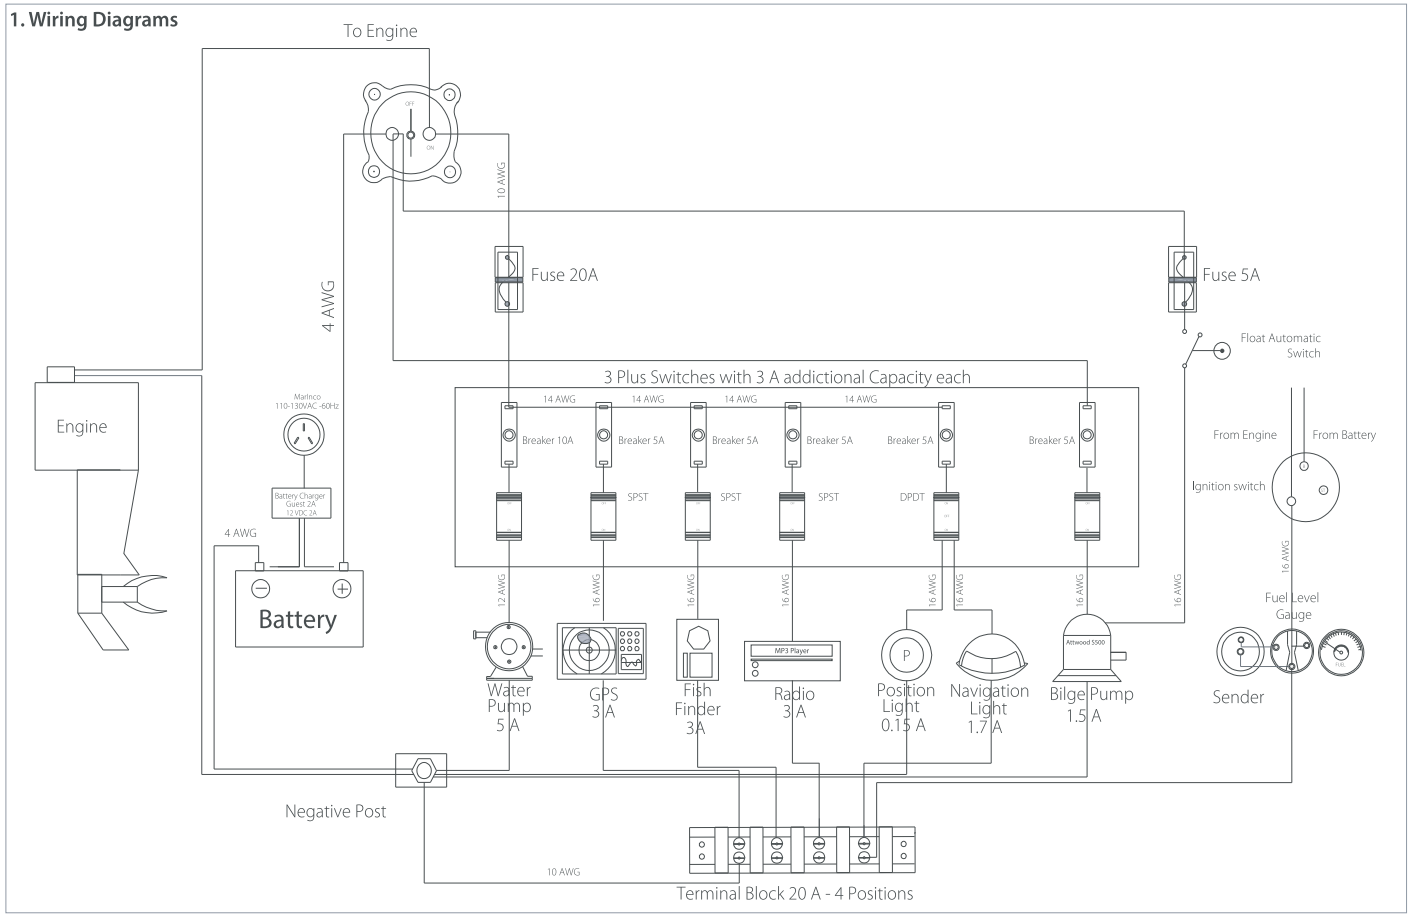 1. Wiring Diagrams
To Engine
OFF
ON
10 AWG
4 AWG
Fuse 20A
Fuse 5A
Float Automatic
Switch
3 Plus Switches with 3 A addictional Capacity each
14 AWG
14 AWG
14 AWG
14 AWG
Engine
Marinco
110-130VAC -60Hz
Breaker 10A
Breaker 5A
Breaker 5A
Breaker 5A
Breaker 5A
Breaker 5A
From Engine
From Battery
Ignition switch
Battery Charger
Guest 2A
12 VDC 2A
SPST
SPST
SPST
DPDT
4 AWG
Battery
12 AWG
16 AWG
16 AWG
16 AWG
16 AWG
16 AWG
16 AWG
16 AWG
16 AWG
Fuel Level
Gauge
Attwood S500
MP3 Player
P
FUEL
Water
Pump
5 A
GPS
3 A
Fish
Finder
3A
Radio
3 A
Position
Light
0.15 A
Navigation
Light
1.7 A
Bilge Pump
1.5 A
Sender
Negative Post
10 AWG
Terminal Block 20 A - 4 Positions